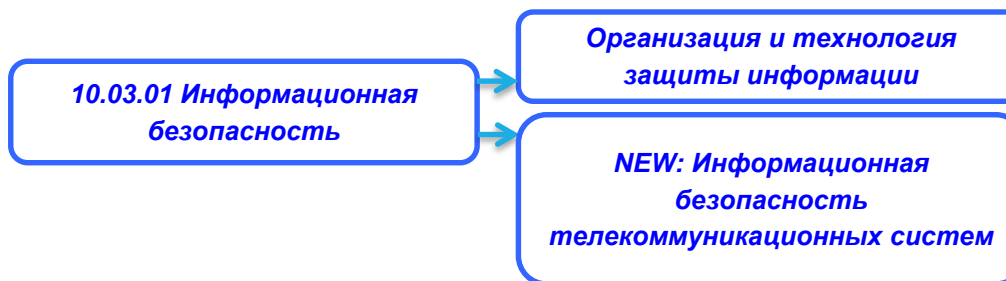 10.03.01 Информационная
безопасность
Организация и технология
защиты информации
NEW: Информационная
безопасность
телекоммуникационных систем